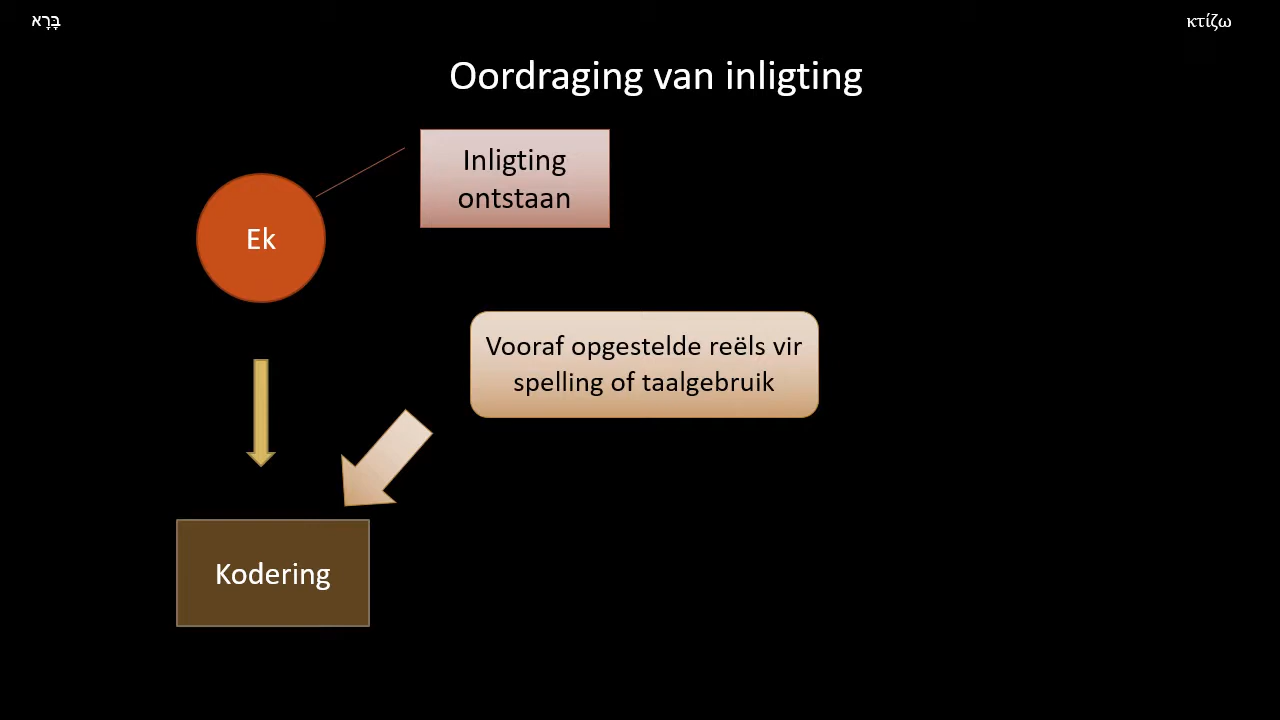 בָּרָא
κτίζω
Oordraging van inligting
Inligting
ontstaan
Ek
Vooraf opgestelde reëls vir
spelling of taalgebruik
Kodering